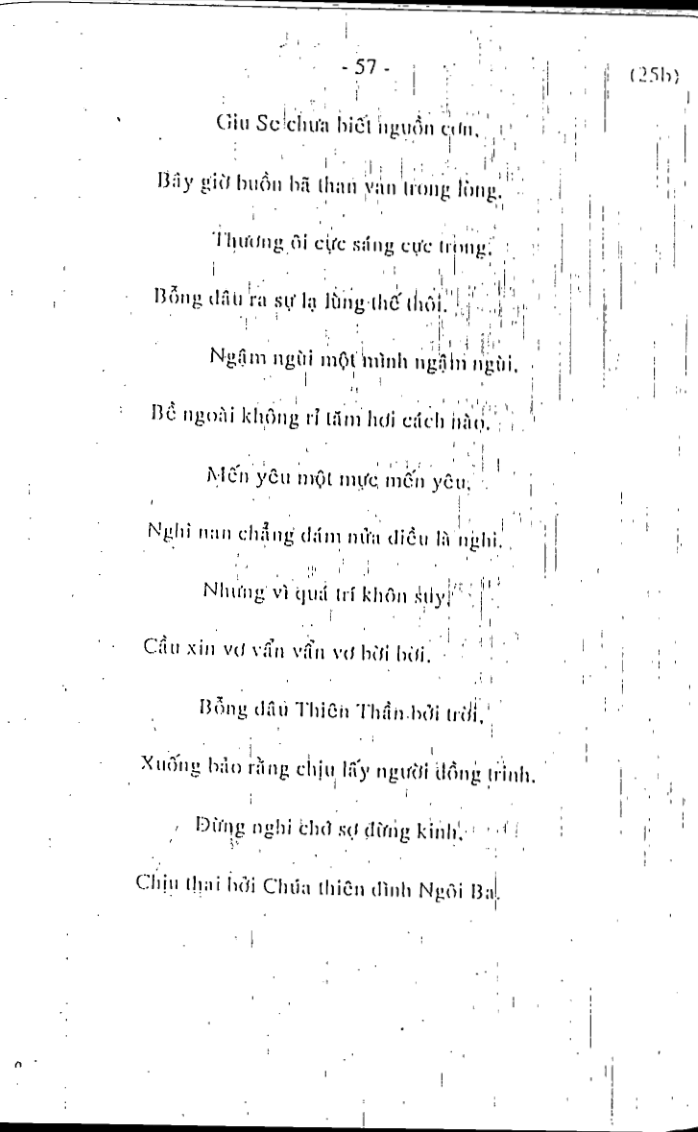 - 57 -
(25b)
Giu Se chưa biết nguồn cơn,
Bây giờ buồn bã than van trong lòng.
Thương ôi cực sáng cực trong,
Bỗng đâu ra sự lạ lùng thế thôi.
Ngậm ngùi một mình ngậm ngùi,
Bề ngoài không rỉ tăm hơi cách nào.
Mến yêu một mực mến yêu,
Nghi nan chẳng dám nửa điều là nghi.
Nhưng vì quá trí khôn suy,
Cầu xin vơ vẩn vẩn vơ bời bời.
Bỗng đâu Thiên Thần bởi trời,
Xuống bảo rằng chịu lấy người đồng trinh.
Đừng nghi chớ sợ đừng kinh,
Chịu thai bởi Chúa thiên đình Ngôi Ba.